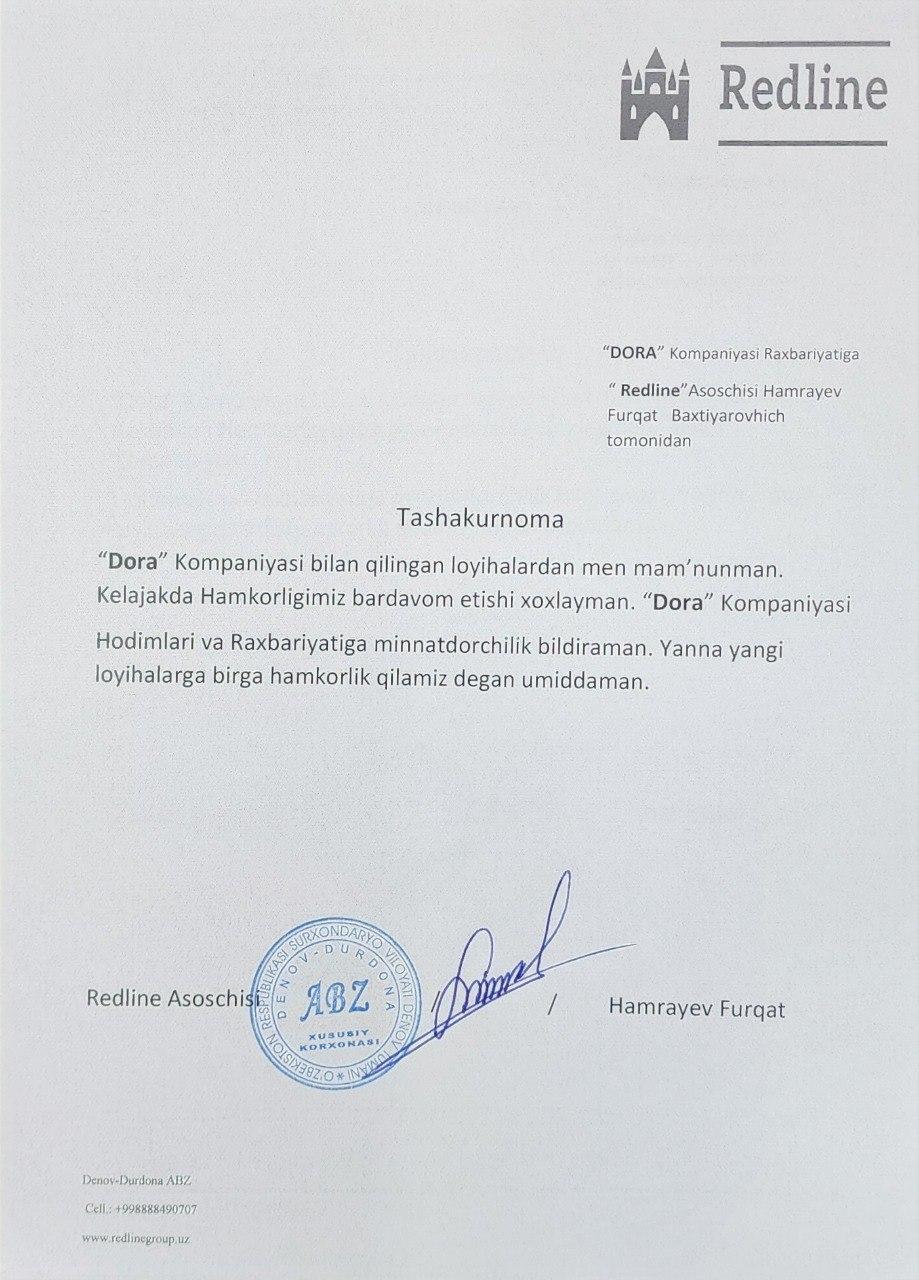 Redline
“DORA” Kompaniyasi Raxbariyatiga
“ Redline”Asoschisi Hamrayev
Furqat Baxtiyarovhich
tomonidan
Tashakurnoma
“Dora” Kompaniyasi bilan qilingan loyihalardan men mam’nunman.
Kelajakda Hamkorligimiz bardavom etishi xoxlayman. “Dora” Kompaniyasi
Hodimlari va Raxbariyatiga minnatdorchilik bildiraman. Yanna yangi
loyihalarga birga hamkorlik qilamiz degan umiddaman.
Redline Asoschisi / / Hamrayev Furqat
O‘ZBEKISTON RESPUBLIKASI SURXONDARYO VILOYATI DENOV TUMANI *
DENOV-DURDONA
ABZ
XUSUSIY
KORXONASI
Denov-Durdona ABZ
Cell.: +998888490707
www.redlinegroup.uz